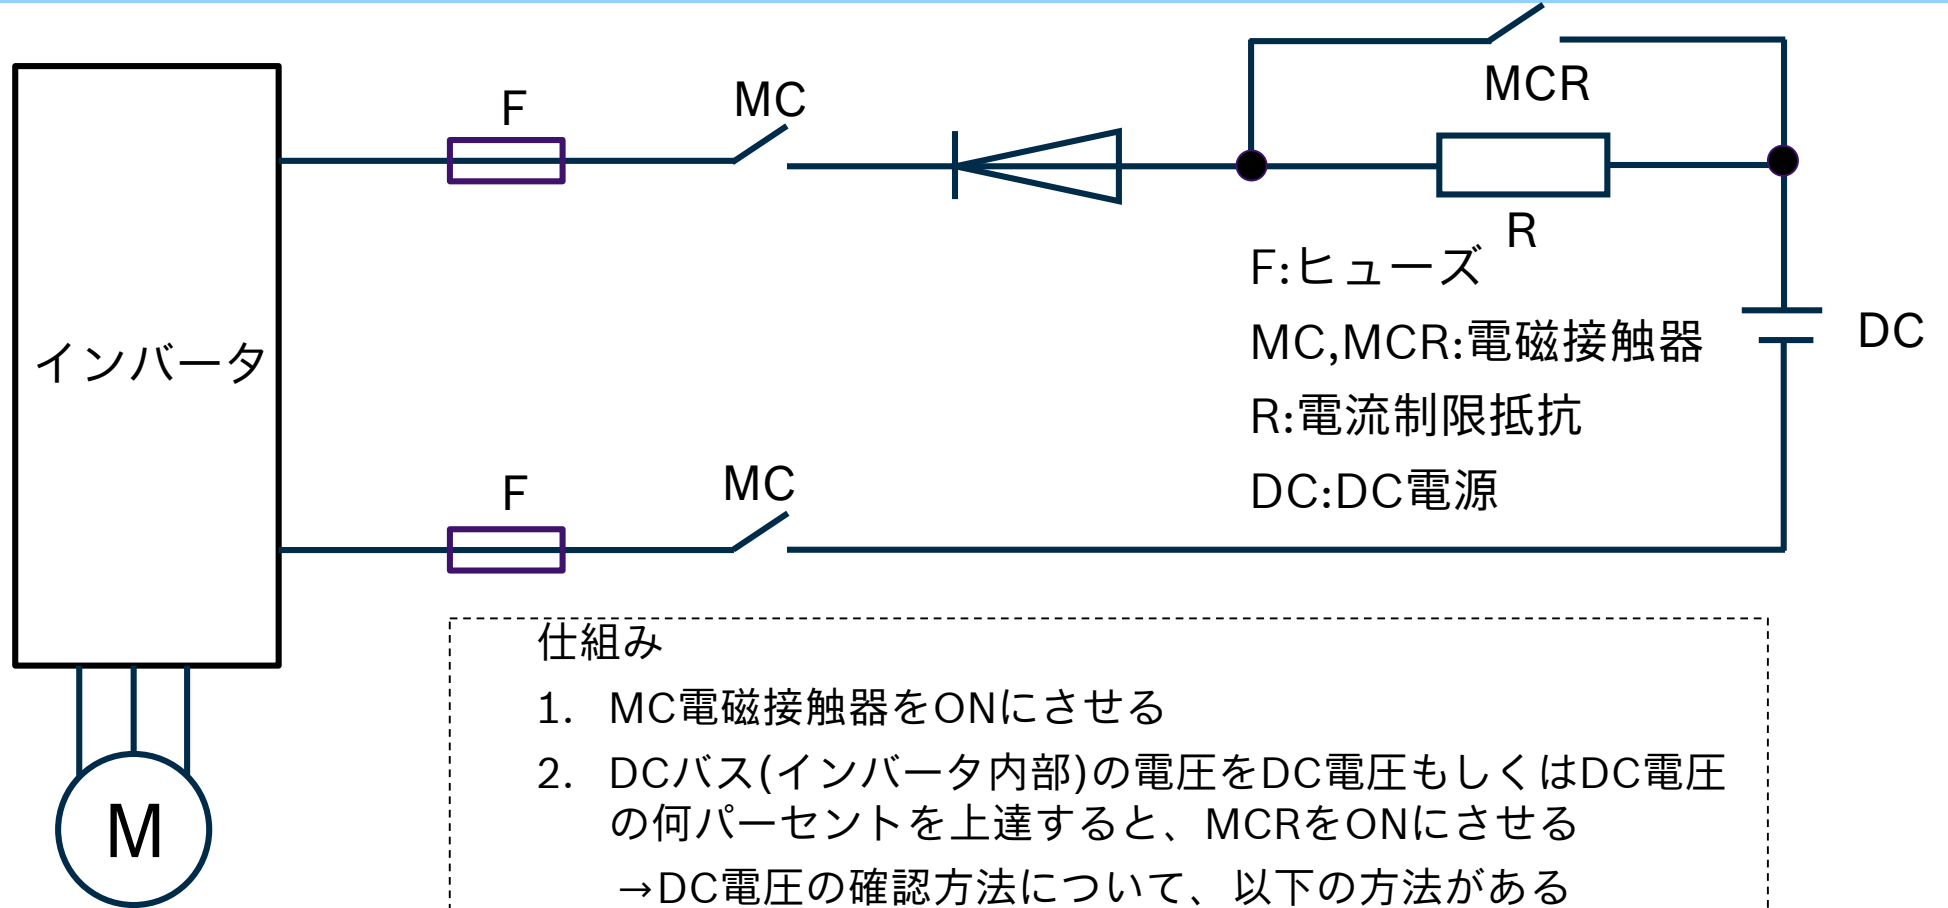 MCR
F
MC
R
F:ヒューズ
MC,MCR:電磁接触器
R:電流制限抵抗
DC:DC電源
DC
インバータ
F
MC
M
仕組み
1. MC電磁接触器をONにさせる
2. DCバス(インバータ内部)の電圧をDC電圧もしくはDC電圧
の何パーセントを上達すると、MCRをONにさせる
→DC電圧の確認方法について、以下の方法がある